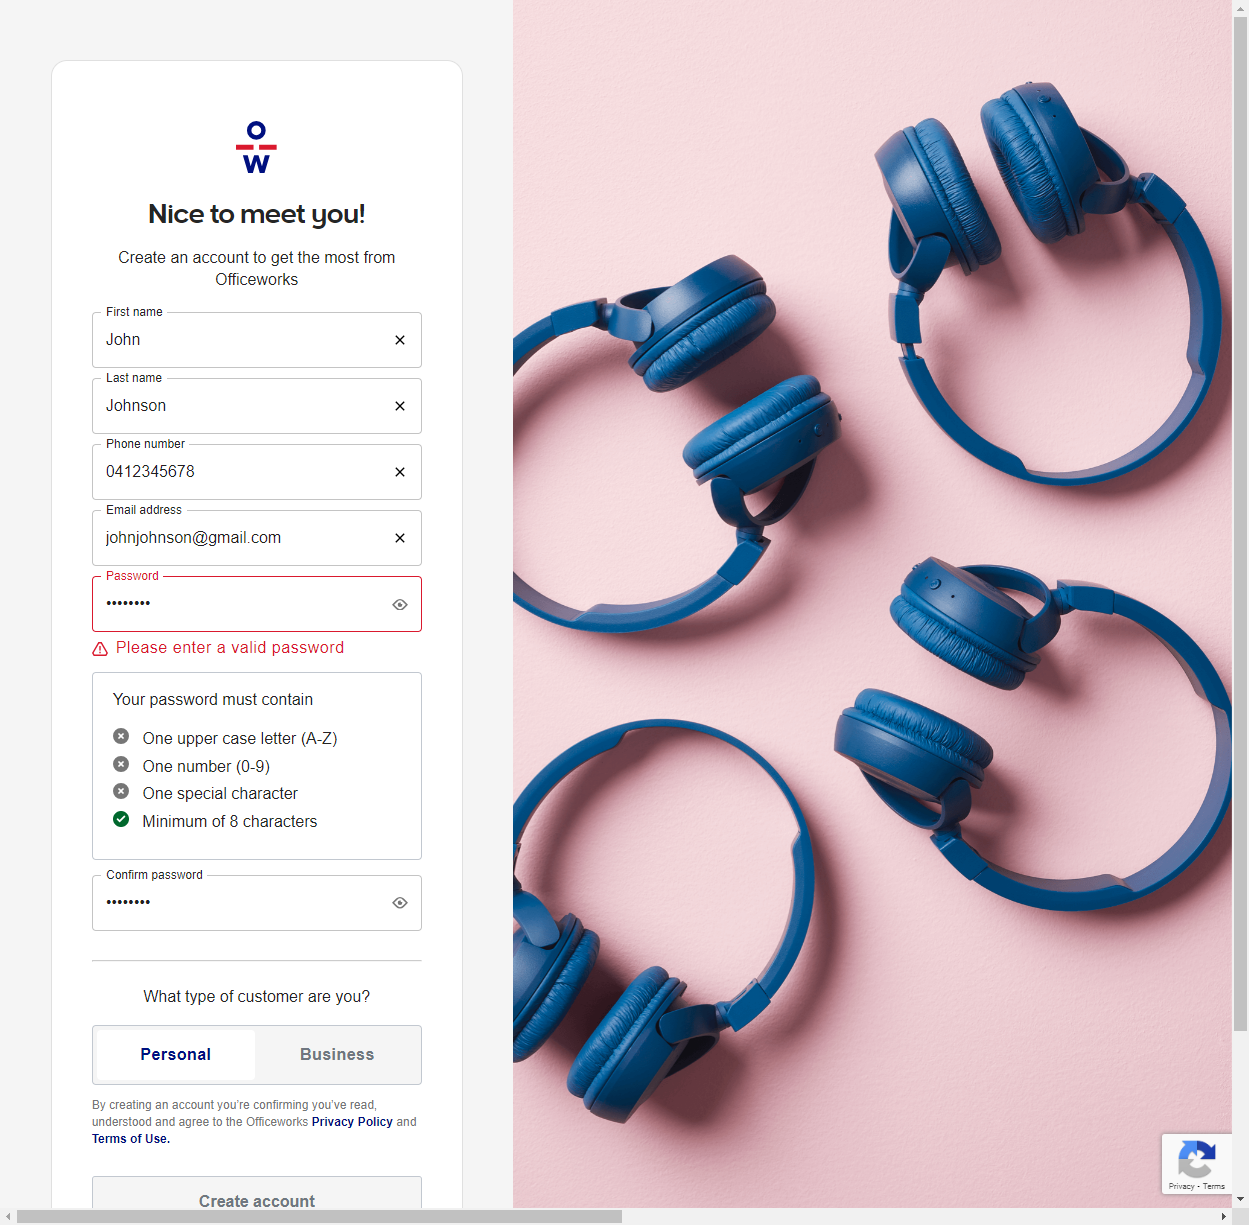 O
W
Nice to meet you!
Create an account to get the most from
Officeworks
First name
John
Last name
Johnson
Phone number
0412345678
Email address
johnjohnson@gmail.com
Password
••••••••
Please enter a valid password
Your password must contain
One upper case letter (A-Z)
One number (0-9)
One special character
Minimum of 8 characters
Confirm password
••••••••
What type of customer are you?
Personal
Business
By creating an account you're confirming you've read,
understood and agree to the Officeworks Privacy Policy and
Terms of Use.
Create account
Privacy - Terms